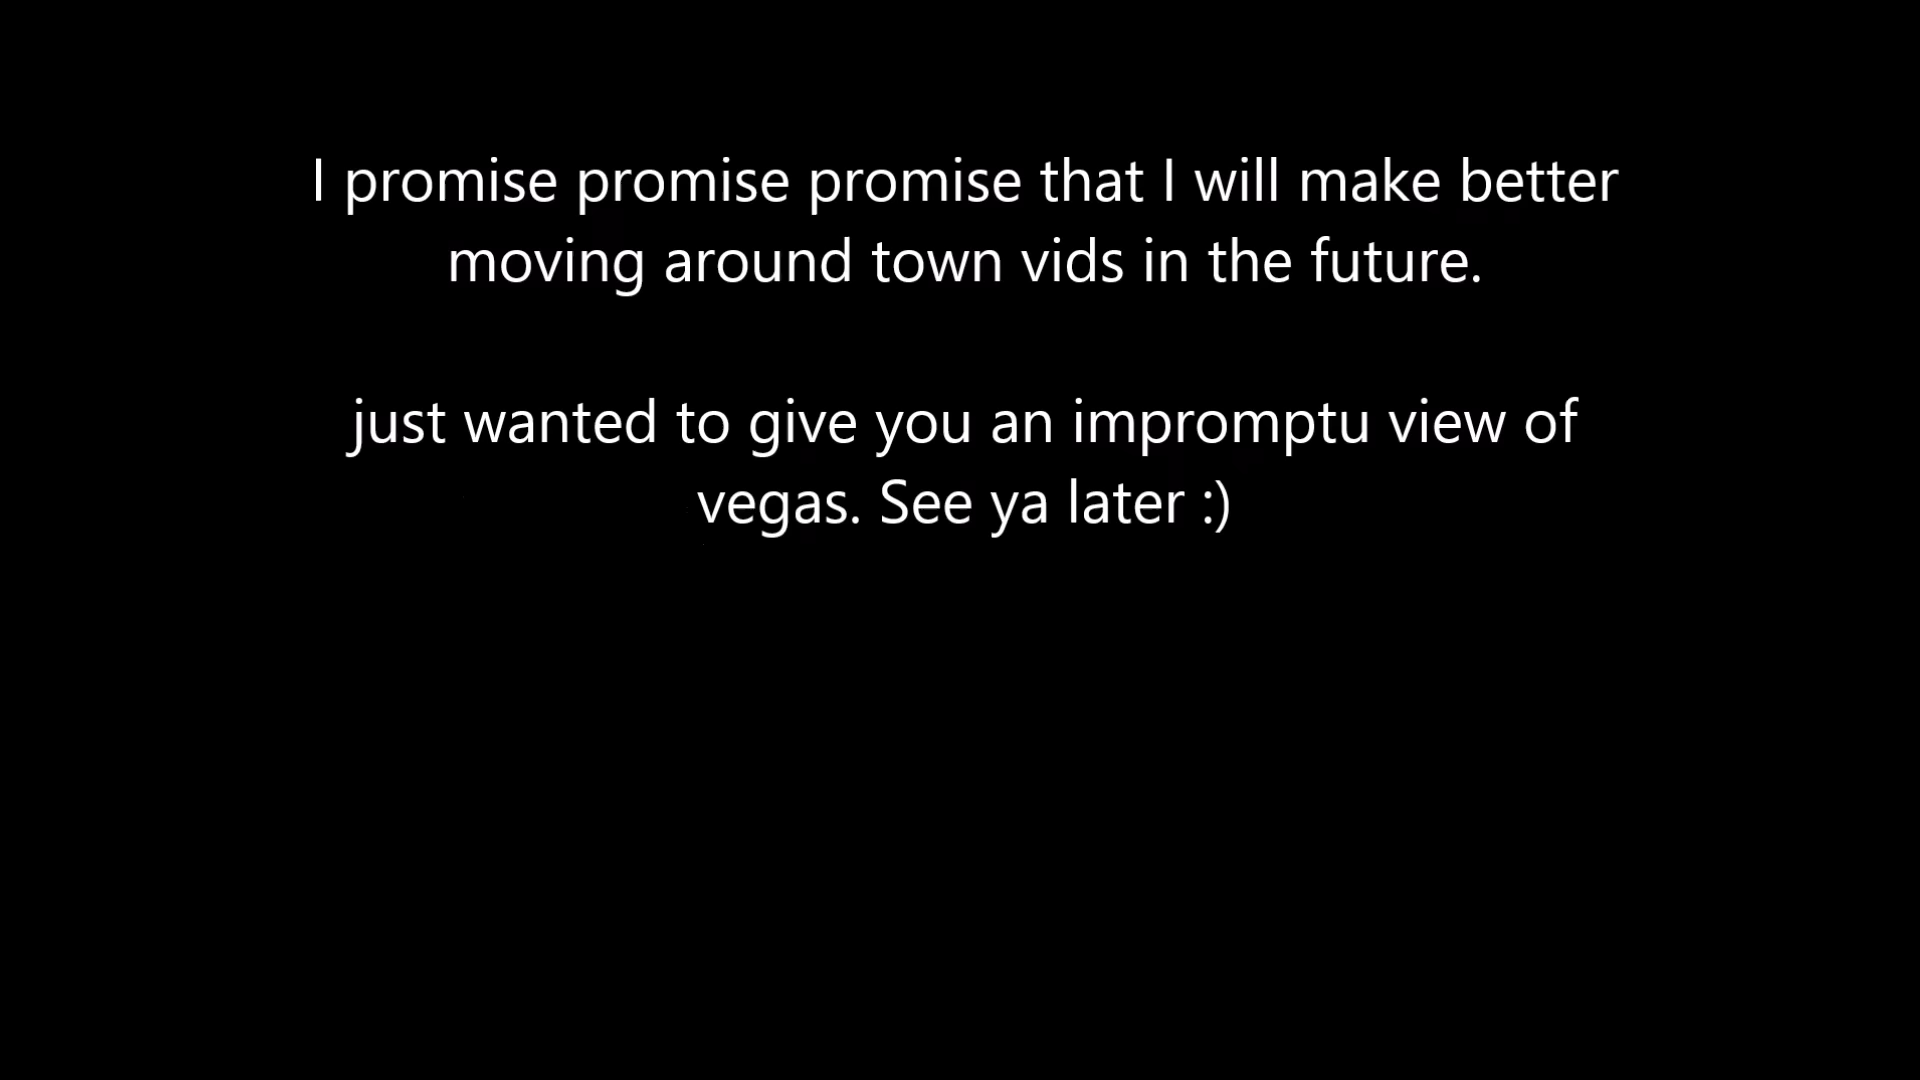 I promise promise promise that I will make better
moving around town vids in the future.
just wanted to give you an impromptu view of
vegas. See ya later :)